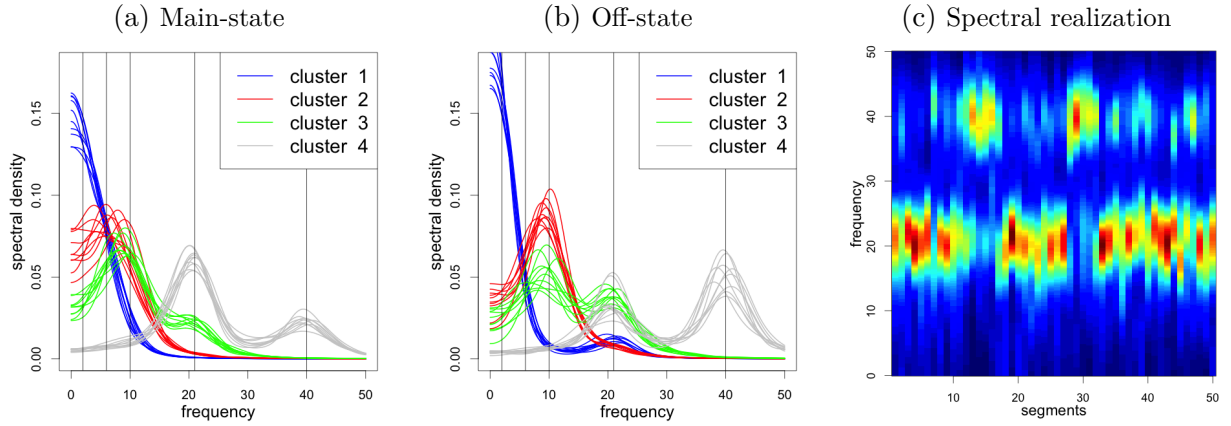 (a) Main-state
(b) Off-state
(c) Spectral realization
cluster 1
cluster 2
cluster 3
cluster 4
spectral density
0.00
0.05
0.10
0.15
0 10 20 30 40 50
frequency
cluster 1
cluster 2
cluster 3
cluster 4
spectral density
0.00
0.05
0.10
0.15
0 10 20 30 40 50
frequency
frequency
50
40
30
20
10
0
10 20 30 40 50
segments